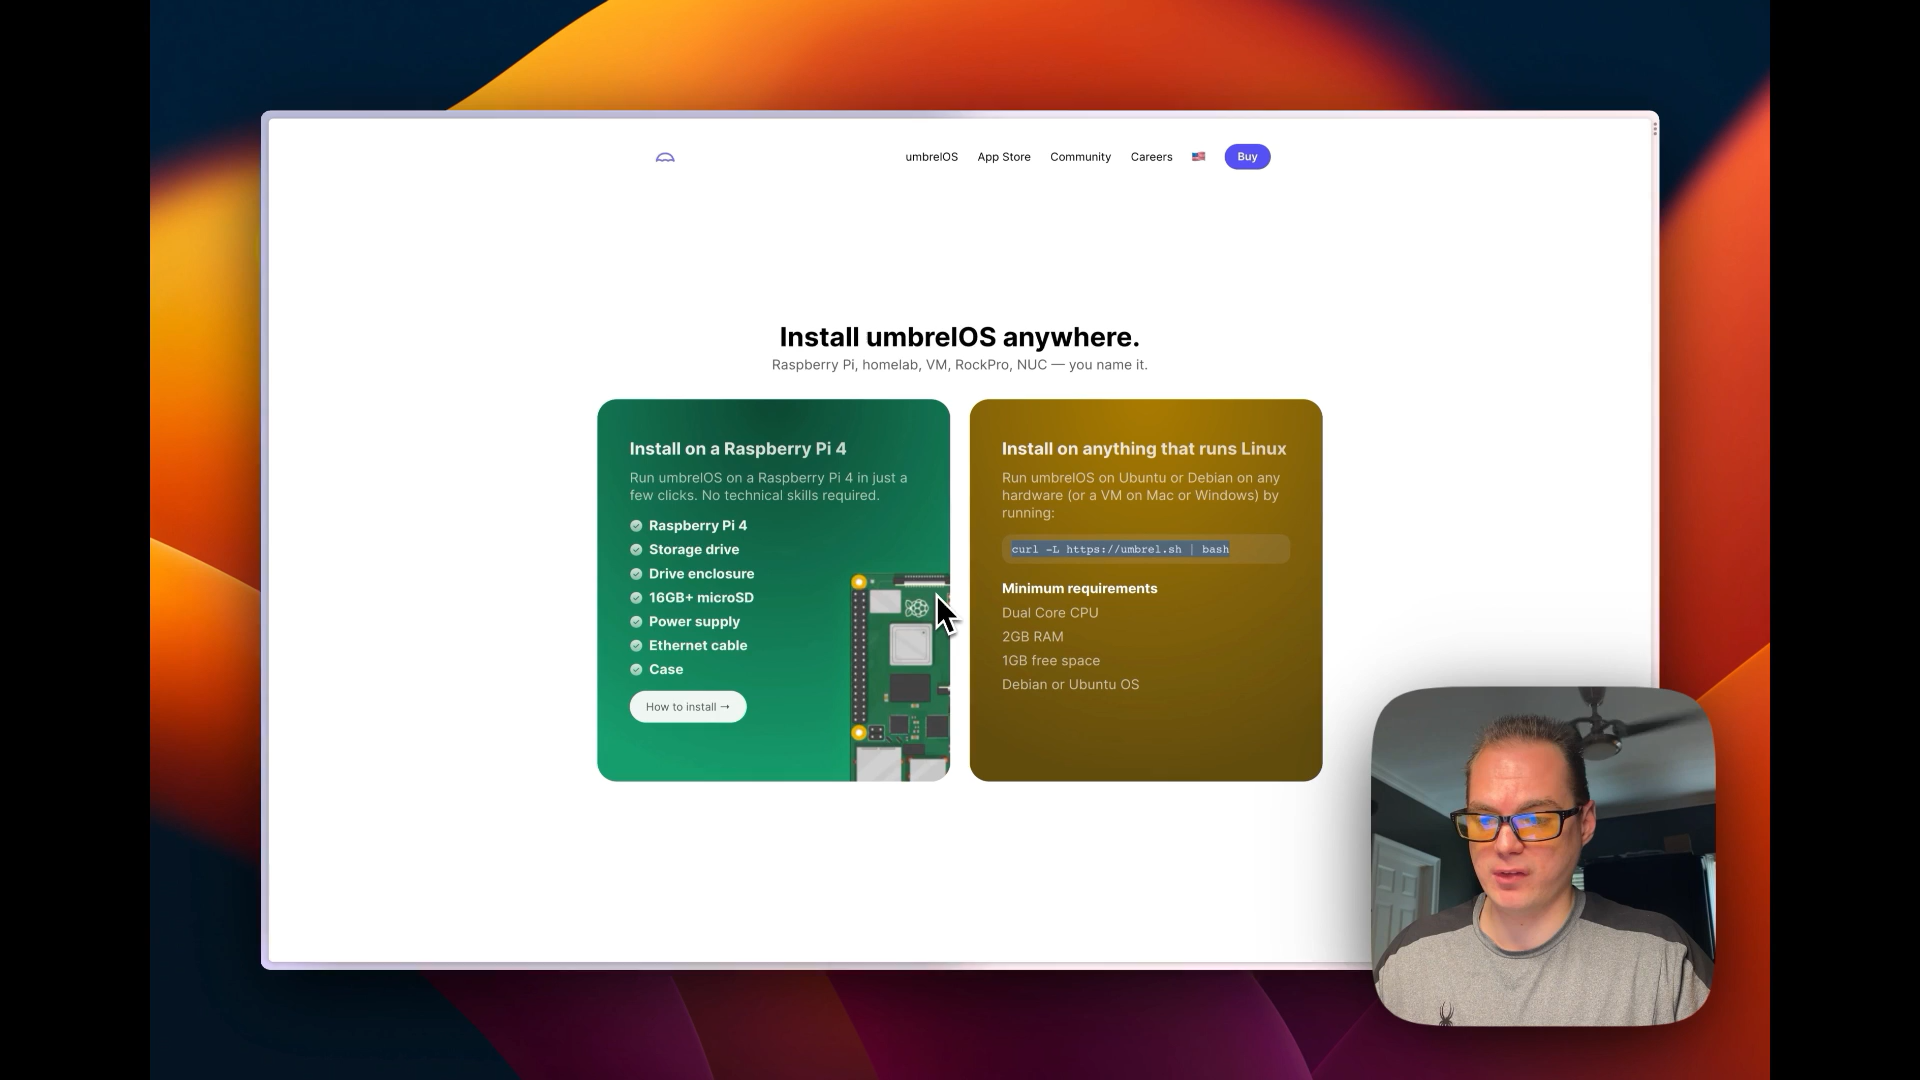 umbrelOS App Store Community Careers Buy
Install umbrelOS anywhere.
Raspberry Pi, homelab, VM, RockPro, NUC — you name it.
Install on a Raspberry Pi 4
Run umbrelOS on a Raspberry Pi 4 in just a
few clicks. No technical skills required.
Raspberry Pi 4
Storage drive
Drive enclosure
16GB+ microSD
Power supply
Ethernet cable
Case
How to install →
Install on anything that runs Linux
Run umbrelOS on Ubuntu or Debian on any
hardware (or a VM on Mac or Windows) by
running:
curl -L https://umbrel.sh | bash
Minimum requirements
Dual Core CPU
2GB RAM
1GB free space
Debian or Ubuntu OS